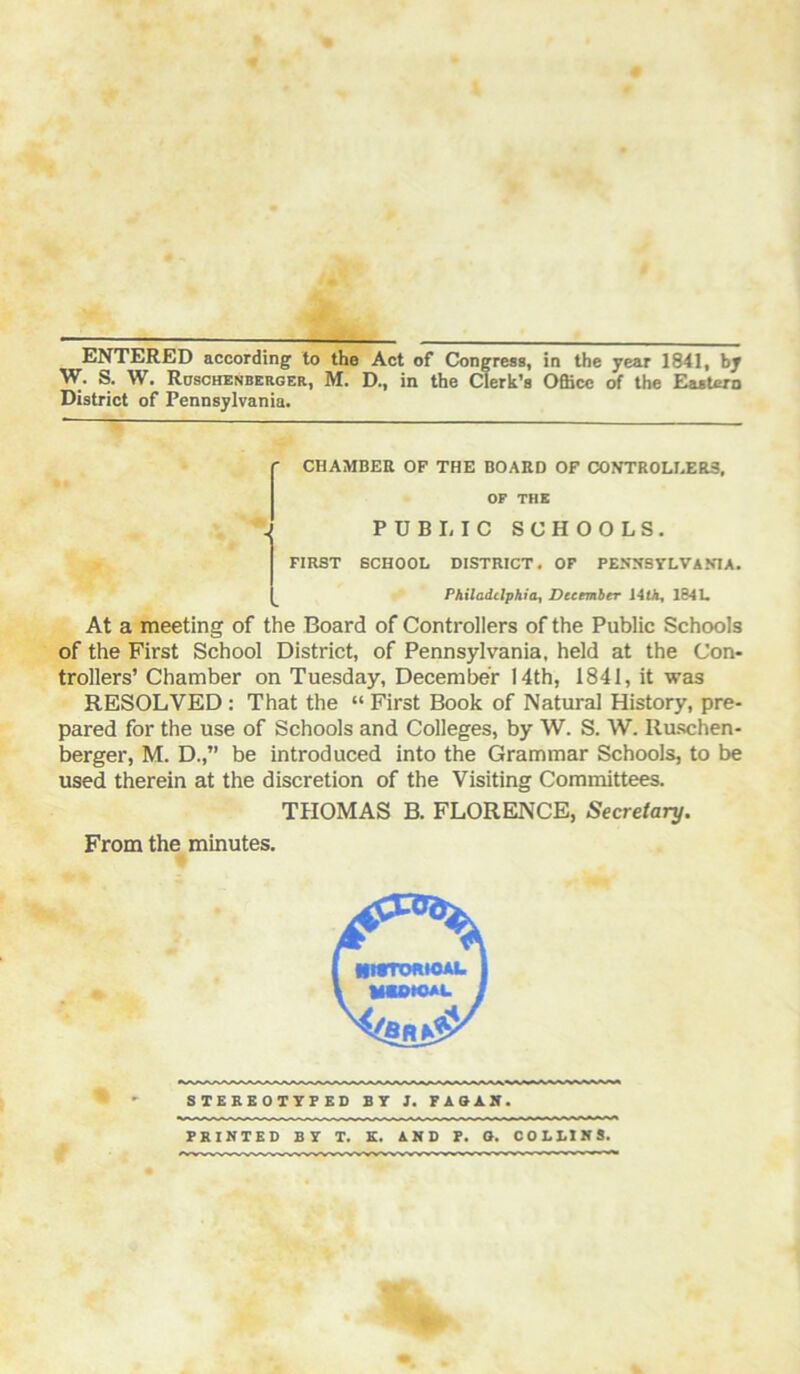 ENTERED according to the Act of Congress, in the year 1841, by
W. S. W. RUSCHENBERGER, M. D., in the Clerk’s Office of the Eastern
District of Pennsylvania.
CHAMBER OF THE BOARD OF CONTROLLERS,
OF THE
PUBLIC SCHOOLS.
FIRST SCHOOL DISTRICT. OF PENNSYLVANIA.
Philadelphia, December 14th, 1841.
At a meeting of the Board of Controllers of the Public Schools
of the First School District, of Pennsylvania, held at the Con-
trollers’ Chamber on Tuesday, December 14th, 1841, it was
RESOLVED : That the “ First Book of Natural History, pre-
pared for the use of Schools and Colleges, by W. S. W. Ruschen-
berger, M. D.,” be introduced into the Grammar Schools, to be
used therein at the discretion of the Visiting Committees.
THOMAS B. FLORENCE, Secretary.
From the minutes.
WELLCOME
HISTORICAL
MEDICAL
LIBRARY
STEREOTYPED BY J. FAGAN.
PRINTED BY T. K. AND P. G. COLLINS.